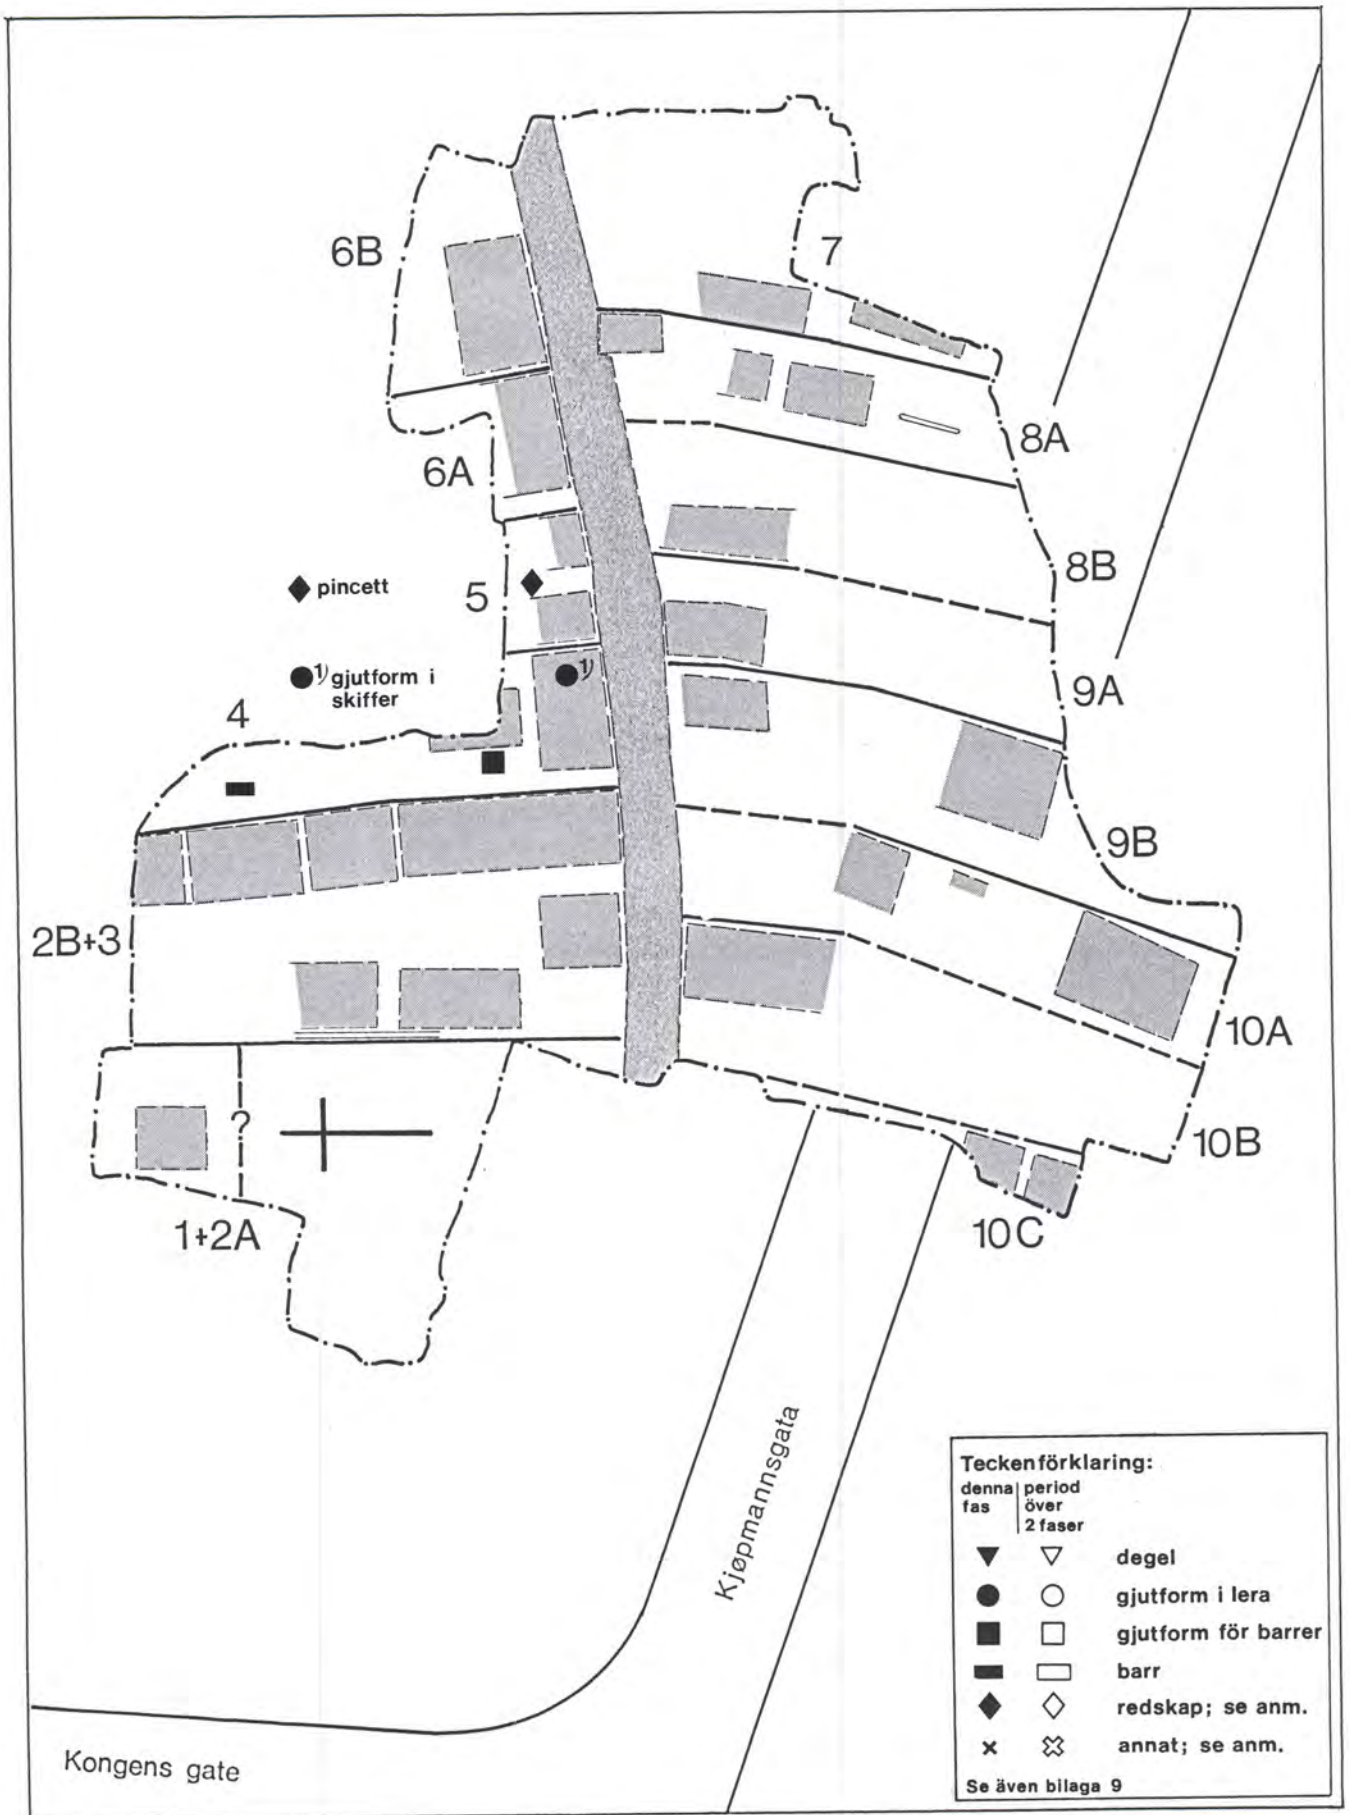 6B
7
8A
6A
8B
pincett
5
9A
1) gjutform i
skiffer
1)
4
9B
2B+3
10A
?
10B
1+2A
10C
Kjøpmannsgata
Kongens gate
Teckenförklaring:
denna fas | period över 2 faser
degel
gjutform i lera
gjutform för barrer
barr
redskap; se anm.
annat; se anm.
Se även bilaga 9